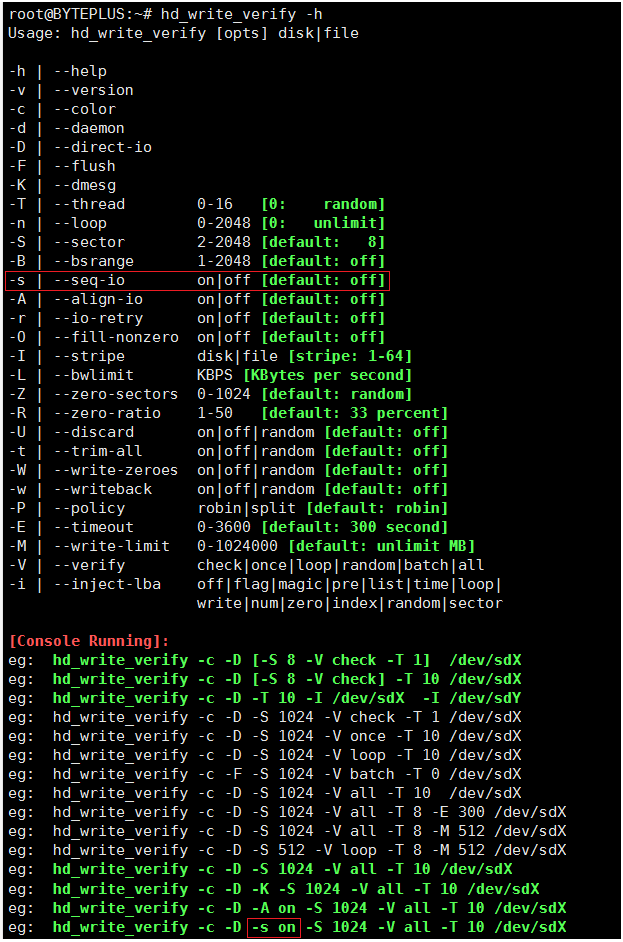 root@BYTEPLUS:~# hd_write_verify -h
Usage: hd_write_verify [opts] disk|file
-h | --help
-v | --version
-c | --color
-d | --daemon
-D | --direct-io
-F | --flush
-K | --dmesg
-T | --thread        0-16   [0:    random]
-n | --loop          0-2048 [0:   unlimit]
-S | --sector        2-2048 [default:   8]
-B | --bsrange       1-2048 [default: off]
-s | --seq-io        on|off [default: off]
-A | --align-io      on|off [default: off]
-r | --io-retry      on|off [default: off]
-O | --fill-nonzero  on|off [default: off]
-I | --stripe        disk|file [stripe: 1-64]
-L | --bwlimit       KBPS [KBytes per second]
-Z | --zero-sectors  0-1024 [default: random]
-R | --zero-ratio    1-50   [default: 33 percent]
-U | --discard       on|off|random [default: off]
-t | --trim-all      on|off|random [default: off]
-W | --write-zeroes  on|off|random [default: off]
-w | --writeback     on|off|random [default: off]
-P | --policy        robin|split [default: robin]
-E | --timeout       0-3600 [default: 300 second]
-M | --write-limit   0-1024000 [default: unlimit MB]
-V | --verify        check|once|loop|random|batch|all
-i | --inject-lba    off|flag|magic|pre|list|time|loop|
                     write|num|zero|index|random|sector
[Console Running]:
eg:  hd_write_verify -c -D [-S 8 -V check -T 1]  /dev/sdX
eg:  hd_write_verify -c -D [-S 8 -V check] -T 10 /dev/sdX
eg:  hd_write_verify -c -D -T 10 -I /dev/sdX  -I /dev/sdY
eg:  hd_write_verify -c -D -S 1024 -V check -T 1 /dev/sdX
eg:  hd_write_verify -c -D -S 1024 -V once -T 10 /dev/sdX
eg:  hd_write_verify -c -D -S 1024 -V loop -T 10 /dev/sdX
eg:  hd_write_verify -c -F -S 1024 -V batch -T 0 /dev/sdX
eg:  hd_write_verify -c -D -S 1024 -V all -T 10  /dev/sdX
eg:  hd_write_verify -c -D -S 1024 -V all -T 8 -E 300 /dev/sdX
eg:  hd_write_verify -c -D -S 1024 -V all -T 8 -M 512 /dev/sdX
eg:  hd_write_verify -c -D -S 512 -V loop -T 8 -M 512 /dev/sdX
eg:  hd_write_verify -c -D -S 1024 -V all -T 10 /dev/sdX
eg:  hd_write_verify -c -D -K -S 1024 -V all -T 10 /dev/sdX
eg:  hd_write_verify -c -D -A on -S 1024 -V all -T 10 /dev/sdX
eg:  hd_write_verify -c -D -s on -S 1024 -V all -T 10 /dev/sdX